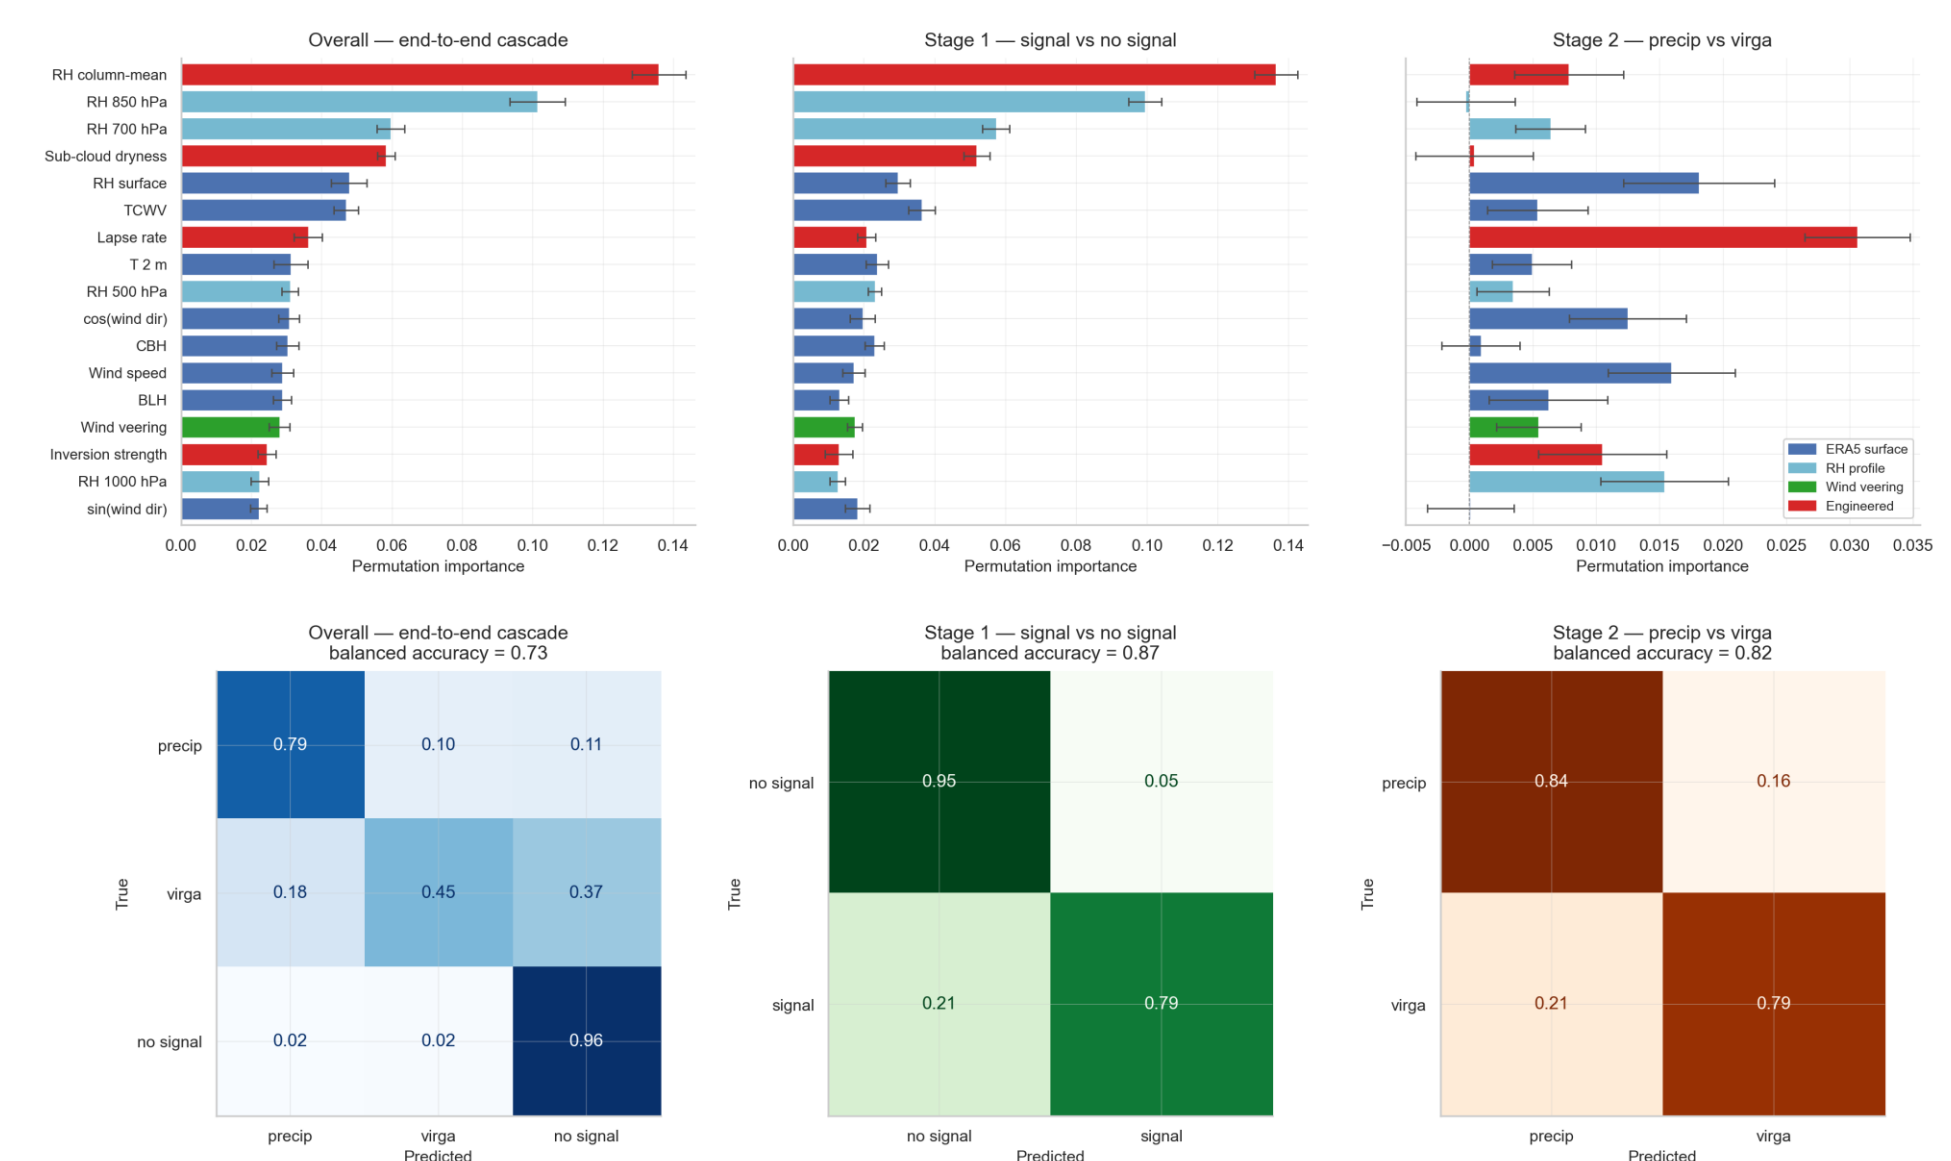 Overall — end-to-end cascade
RH column-mean
RH 850 hPa
RH 700 hPa
Sub-cloud dryness
RH surface
TCWV
Lapse rate
T 2 m
RH 500 hPa
cos(wind dir)
CBH
Wind speed
BLH
Wind veering
Inversion strength
RH 1000 hPa
sin(wind dir)
0.00 0.02 0.04 0.06 0.08 0.10 0.12 0.14
Permutation importance
Stage 1 — signal vs no signal
0.00 0.02 0.04 0.06 0.08 0.10 0.12 0.14
Permutation importance
Stage 2 — precip vs virga
ERA5 surface
RH profile
Wind veering
Engineered
−0.005 0.000 0.005 0.010 0.015 0.020 0.025 0.030 0.035
Permutation importance
Overall — end-to-end cascade
balanced accuracy = 0.73
True
precip 0.79 0.10 0.11
virga 0.18 0.45 0.37
no signal 0.02 0.02 0.96
precip virga no signal
Predicted
Stage 1 — signal vs no signal
balanced accuracy = 0.87
True
no signal 0.95 0.05
signal 0.21 0.79
no signal signal
Predicted
Stage 2 — precip vs virga
balanced accuracy = 0.82
True
precip 0.84 0.16
virga 0.21 0.79
precip virga
Predicted